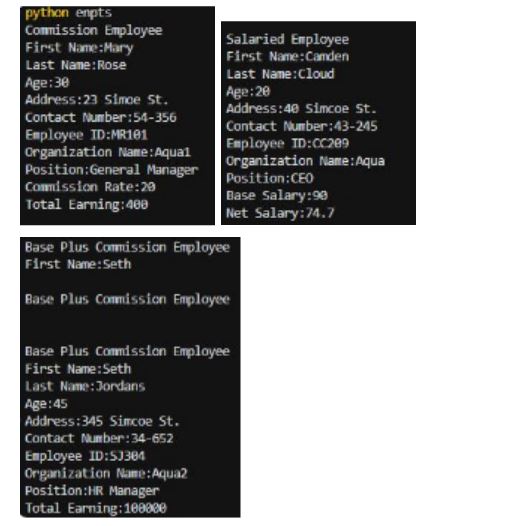 python enpts
Commission Employee
First Name:Mary
Last Name:Rose
Age:30
Address:23 Simoe St.
Contact Number:54-356
Employee ID:MR101
Organization Name:Aqua1
Position:General Manager
Commission Rate:20
Total Earning:400
Salaried Employee
First Name:Camden
Last Name:Cloud
Age:20
Address:40 Simcoe St.
Contact Number:43-245
Employee ID:CC209
Organization Name:Aqua
Position:CEO
Base Salary:90
Net Salary:74.7
Base Plus Commission Employee
First Name:Seth
Base Plus Commission Employee
Base Plus Commission Employee
First Name:Seth
Last Name:Jordans
Age:45
Address:345 Simcoe St.
Contact Number:34-652
Employee ID:SJ304
Organization Name:Aqua2
Position:HR Manager
Total Earning:100000